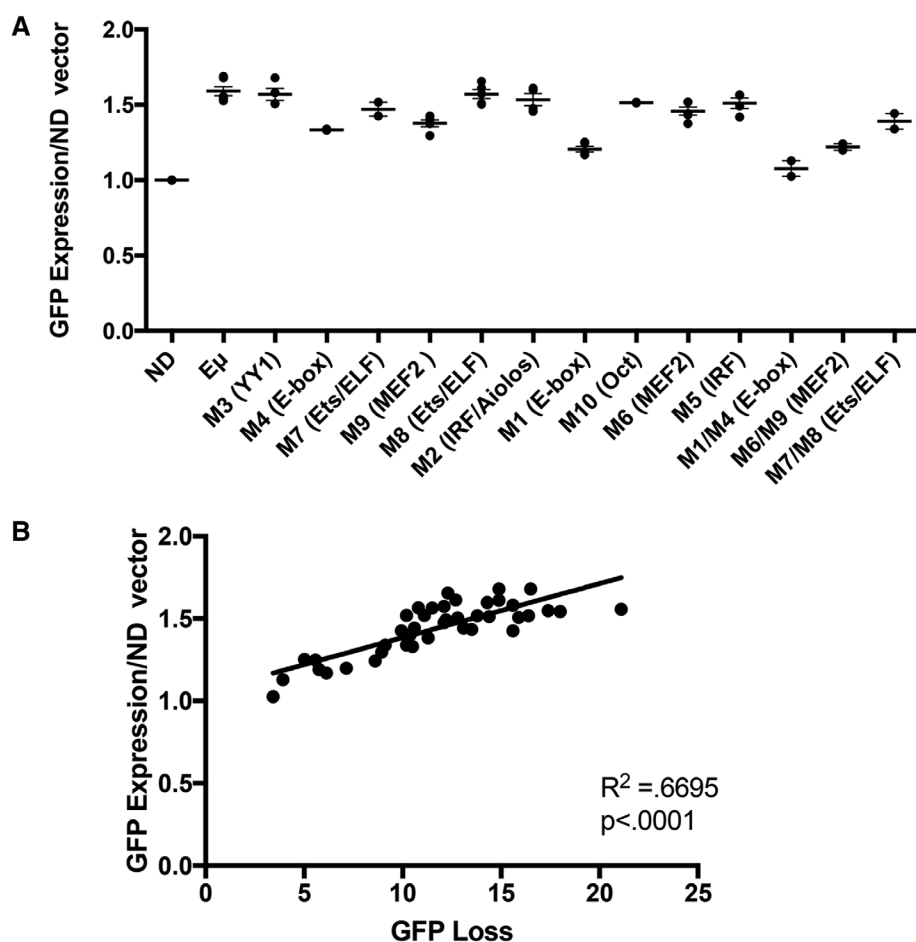 A
GFP Expression/ND vector
2.0
1.5
1.0
0.5
0.0
ND
Eμ
M3 (YY1)
M4 (E-box)
M7 (Ets/ELF)
M9 (MEF2 )
M8 (Ets/ELF)
M2 (IRF/Aiolos)
M1 (E-box)
M10 (Oct)
M6 (MEF2)
M5 (IRF)
M1/M4 (E-box)
M6/M9 (MEF2)
M7/M8 (Ets/ELF)
B
GFP Expression/ND vector
2.0
1.5
1.0
0.5
0.0
R² =.6695
p<.0001
0 5 10 15 20 25
GFP Loss